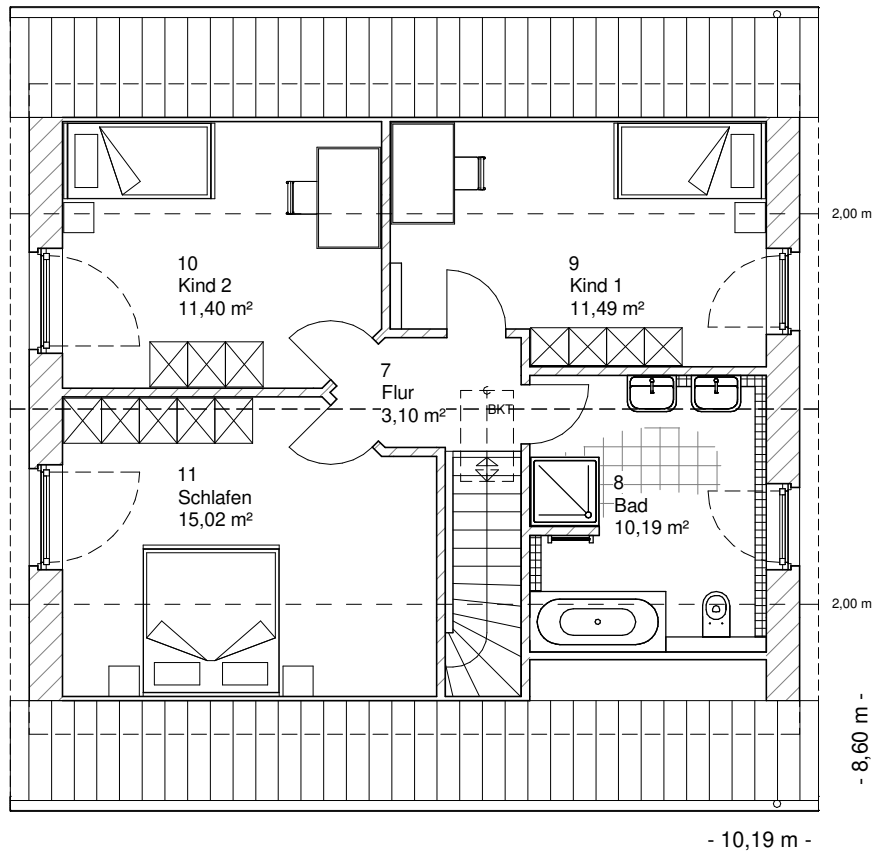 2,00 m
10
Kind 2
11,40 m²
9
Kind 1
11,49 m²
7
Flur
3,10 m²
BKT
11
Schlafen
15,02 m²
8
Bad
10,19 m²
2,00 m
- 8,60 m -
- 10,19 m -